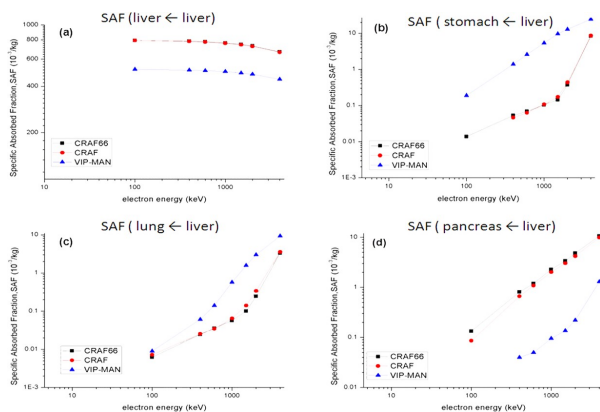 SAF (liver ← liver)
(a)
Specific Absorbed Fraction,SAF (10⁻³/kg)
1000
800
600
400
200
CRAF66
CRAF
VIP-MAN
10
100
1000
electron energy (keV)
SAF ( stomach ← liver)
(b)
Specific Absorbed Fraction,SAF (10⁻³/kg)
10
1
0.1
0.01
1E-3
CRAF66
CRAF
VIP-MAN
10
100
1000
electron energy (keV)
SAF ( lung ← liver)
(c)
Specific Absorbed Fraction,SAF (10⁻³/kg)
10
1
0.1
0.01
1E-3
CRAF66
CRAF
VIP-MAN
10
100
1000
electron energy (keV)
SAF ( pancreas ← liver)
(d)
Specific Absorbed Fraction,SAF (10⁻³/kg)
10
1
0.1
0.01
CRAF66
CRAF
VIP-MAN
10
100
1000
electron energy (keV)